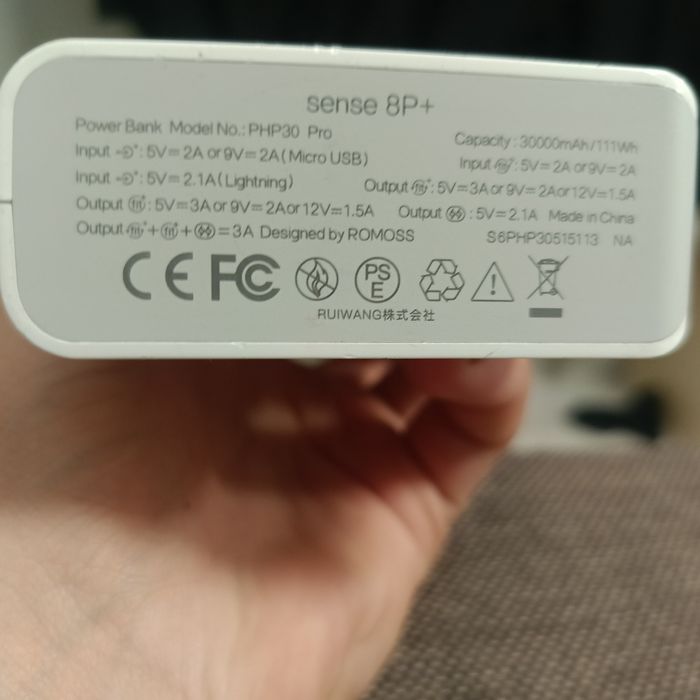 sense 8P+
Power Bank Model No.: PHP30 Pro Capacity : 30000mAh/111Wh
Input : 5V⎓2A or 9V⎓2A (Micro USB) Input : 5V⎓2A or 9V⎓2A
Input : 5V⎓2.1A (Lightning) Output : 5V⎓3A or 9V⎓2A or 12V⎓1.5A
Output : 5V⎓3A or 9V⎓2A or 12V⎓1.5A Output : 5V⎓2.1A Made in China
Output + + =3A Designed by ROMOSS S6PHP30515113 NA
CE FC PSE
RUIWANG株式会社